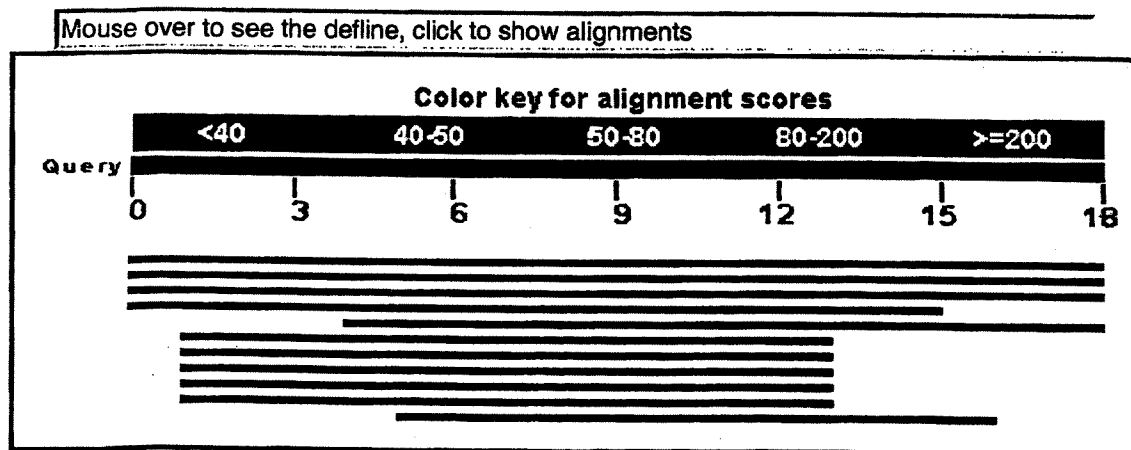 Mouse over to see the defline, click to show alignments
Color key for alignment scores
<40 40-50 50-80 80-200 >=200
Query
0 3 6 9 12 15 18